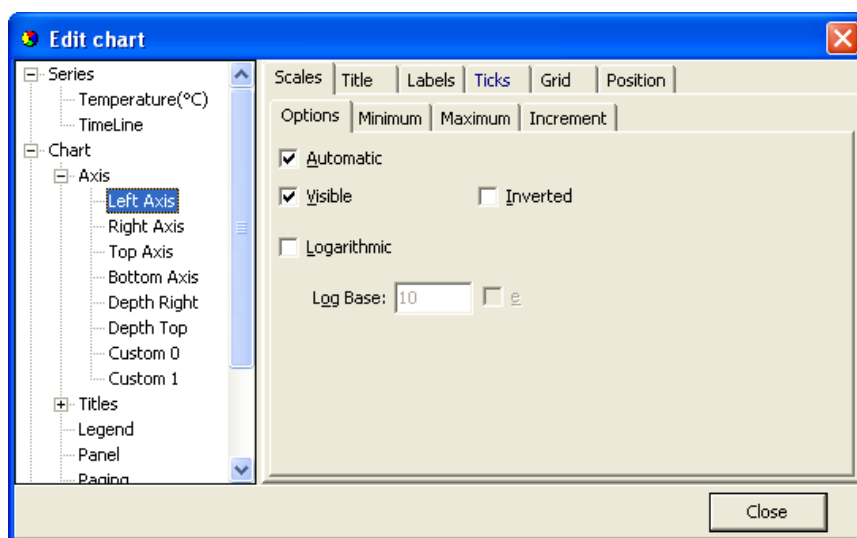 Edit chart
Series
Temperature(°C)
TimeLine
Chart
Axis
Left Axis
Right Axis
Top Axis
Bottom Axis
Depth Right
Depth Top
Custom 0
Custom 1
Titles
Legend
Panel
Paging
Scales Title Labels Ticks Grid Position
Options Minimum Maximum Increment
Automatic
Visible Inverted
Logarithmic
Log Base: 10 e
Close